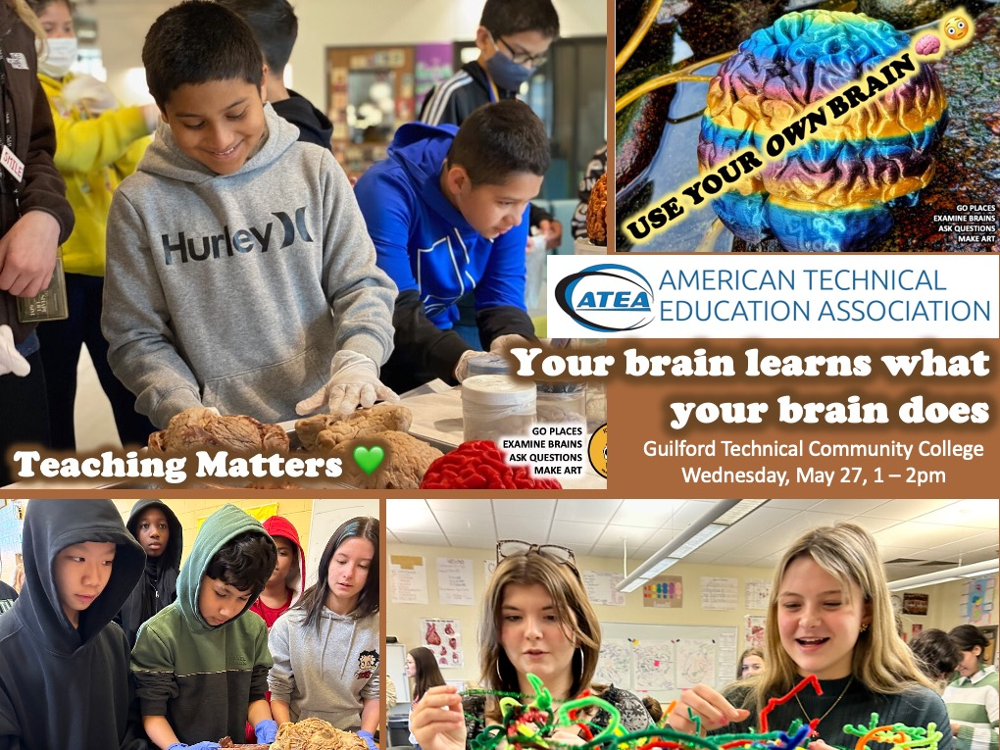 SMILE
Hurley
USE YOUR OWN BRAIN
GO PLACES
EXAMINE BRAINS
ASK QUESTIONS
MAKE ART
ATEA
AMERICAN TECHNICAL
EDUCATION ASSOCIATION
Your brain learns what
your brain does
Guilford Technical Community College
Wednesday, May 27, 1 – 2pm
GO PLACES
EXAMINE BRAINS
ASK QUESTIONS
MAKE ART
Teaching Matters